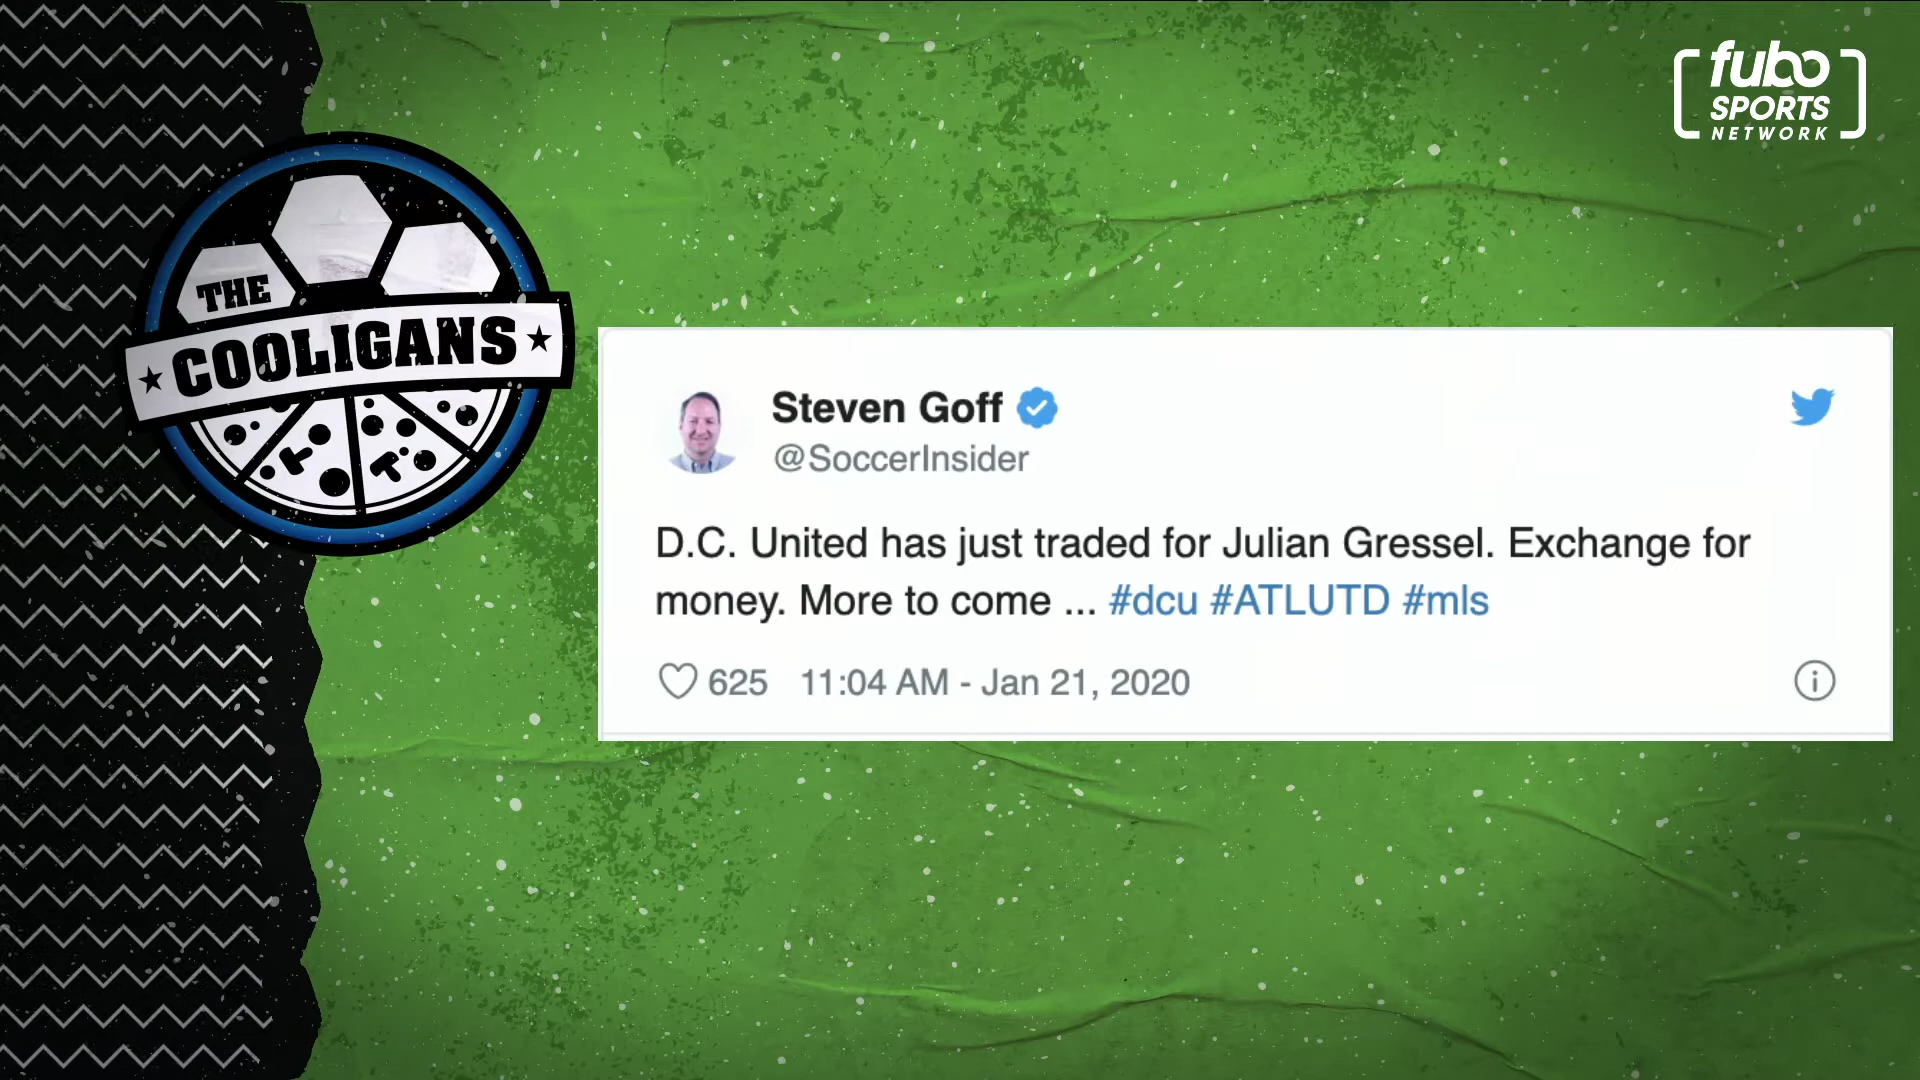 fubo
SPORTS
NETWORK
THE
COOLIGANS
Steven Goff
@SoccerInsider
D.C. United has just traded for Julian Gressel. Exchange for
money. More to come ... #dcu #ATLUTD #mls
625 11:04 AM - Jan 21, 2020